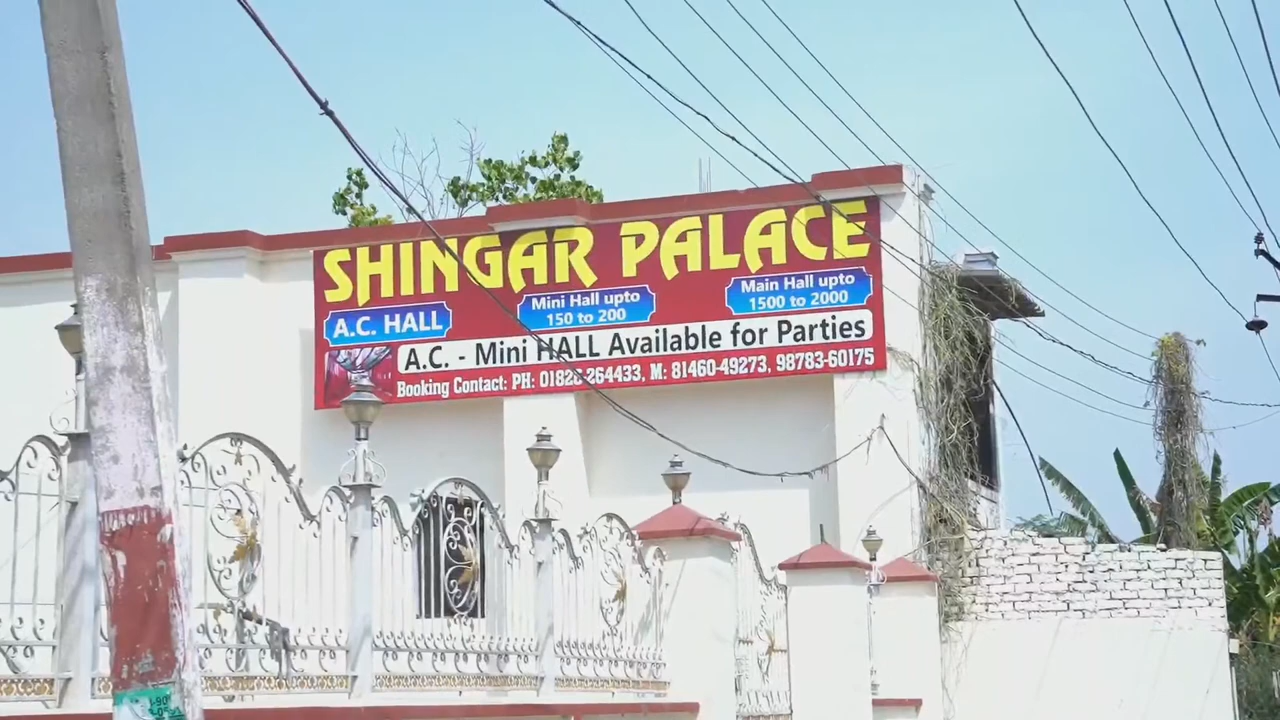 SHINGAR PALACE
A.C. HALL
Mini Hall upto
150 to 200
Main Hall upto
1500 to 2000
A.C. - Mini HALL Available for Parties
Booking Contact: PH: 01826-264433, M: 81460-49273, 98783-60175